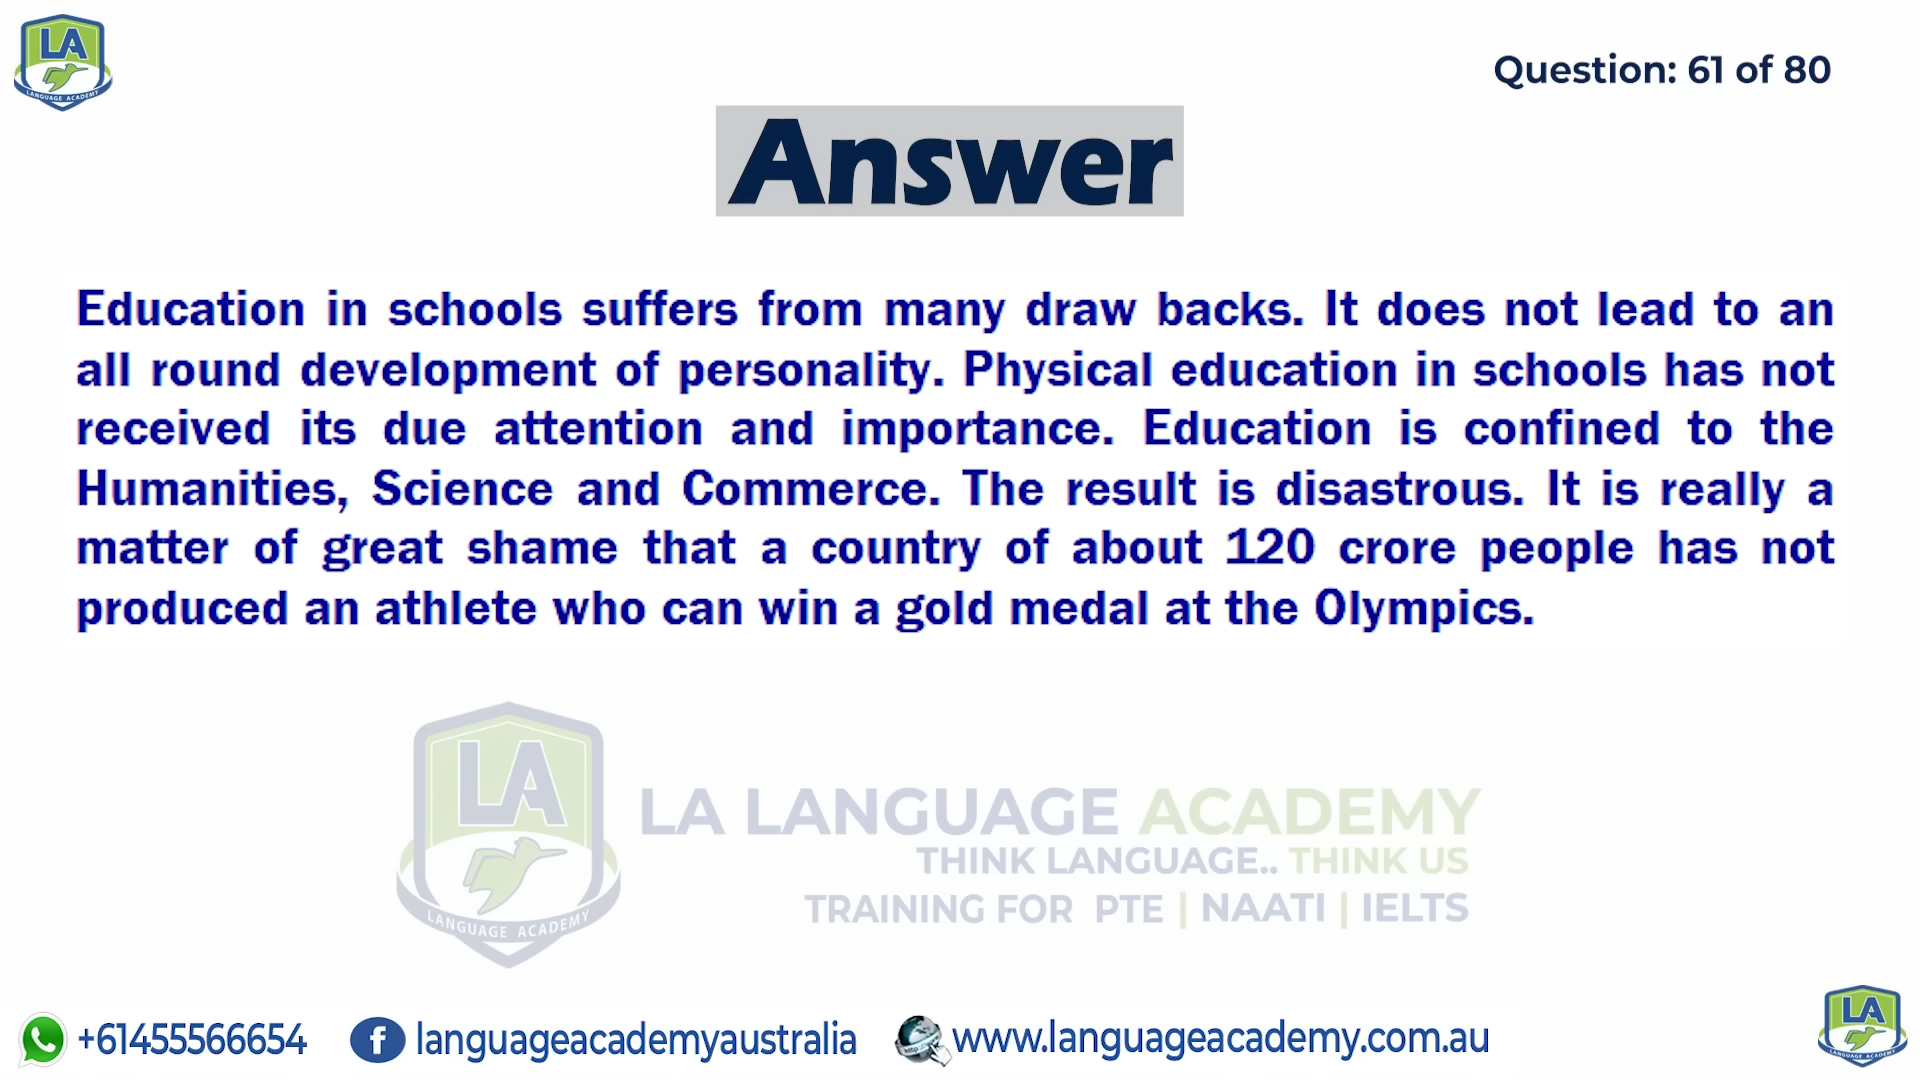 LA
LANGUAGE ACADEMY
Question: 61 of 80
Answer
Education in schools suffers from many draw backs. It does not lead to an
all round development of personality. Physical education in schools has not
received its due attention and importance. Education is confined to the
Humanities, Science and Commerce. The result is disastrous. It is really a
matter of great shame that a country of about 120 crore people has not
produced an athlete who can win a gold medal at the Olympics.
LA
LANGUAGE ACADEMY
LA LANGUAGE ACADEMY
THINK LANGUAGE.. THINK US
TRAINING FOR PTE | NAATI | IELTS
+61455566654
f languageacademyaustralia
http www.languageacademy.com.au
LA
LANGUAGE ACADEMY